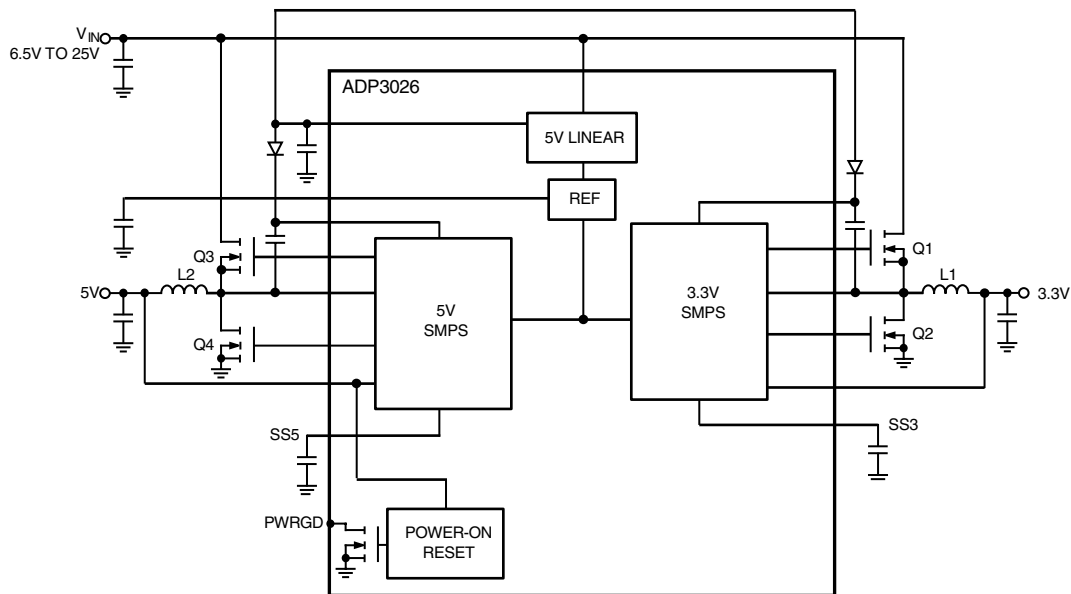 VIN
6.5V TO 25V
ADP3026
5V LINEAR
REF
Q3
Q1
L2
L1
5V
5V
SMPS
3.3V
SMPS
3.3V
Q4
Q2
SS5
SS3
PWRGD
POWER-ON
RESET